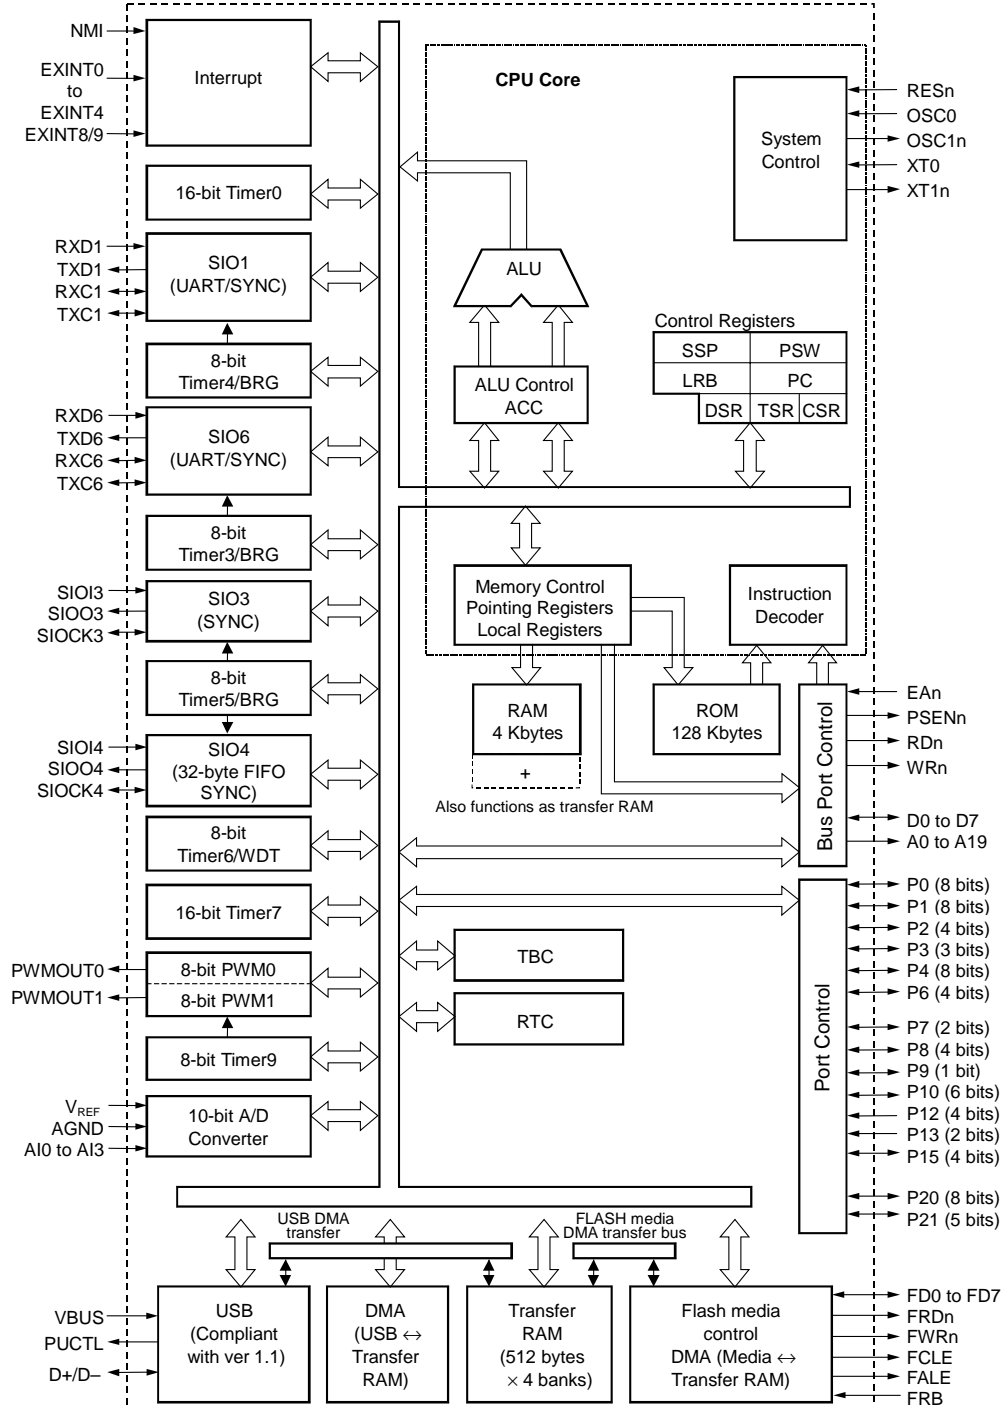 NMI
EXINT0
to
EXINT4
EXINT8/9
Interrupt
16-bit Timer0
RXD1
TXD1
RXC1
TXC1
SIO1
(UART/SYNC)
8-bit
Timer4/BRG
RXD6
TXD6
RXC6
TXC6
SIO6
(UART/SYNC)
8-bit
Timer3/BRG
SIOI3
SIOO3
SIOCK3
SIO3
(SYNC)
8-bit
Timer5/BRG
SIOI4
SIOO4
SIOCK4
SIO4
(32-byte FIFO
SYNC)
8-bit
Timer6/WDT
16-bit Timer7
PWMOUT0
PWMOUT1
8-bit PWM0
8-bit PWM1
8-bit Timer9
VREF
AGND
AI0 to AI3
10-bit A/D
Converter
CPU Core
System
Control
RESn
OSC0
OSC1n
XT0
XT1n
ALU
ALU Control
ACC
Control Registers
SSP PSW
LRB PC
DSR TSR CSR
Memory Control
Pointing Registers
Local Registers
Instruction
Decoder
RAM
4 Kbytes
+
Also functions as transfer RAM
ROM
128 Kbytes
Bus Port Control
EAn
PSENn
RDn
WRn
D0 to D7
A0 to A19
TBC
RTC
Port Control
P0 (8 bits)
P1 (8 bits)
P2 (4 bits)
P3 (3 bits)
P4 (8 bits)
P6 (4 bits)
P7 (2 bits)
P8 (4 bits)
P9 (1 bit)
P10 (6 bits)
P12 (4 bits)
P13 (2 bits)
P15 (4 bits)
P20 (8 bits)
P21 (5 bits)
USB DMA
transfer
FLASH media
DMA transfer bus
VBUS
PUCTL
D+/D–
USB
(Compliant
with ver 1.1)
DMA
(USB ↔
Transfer
RAM)
Transfer
RAM
(512 bytes
× 4 banks)
Flash media
control
DMA (Media ↔
Transfer RAM)
FD0 to FD7
FRDn
FWRn
FCLE
FALE
FRB